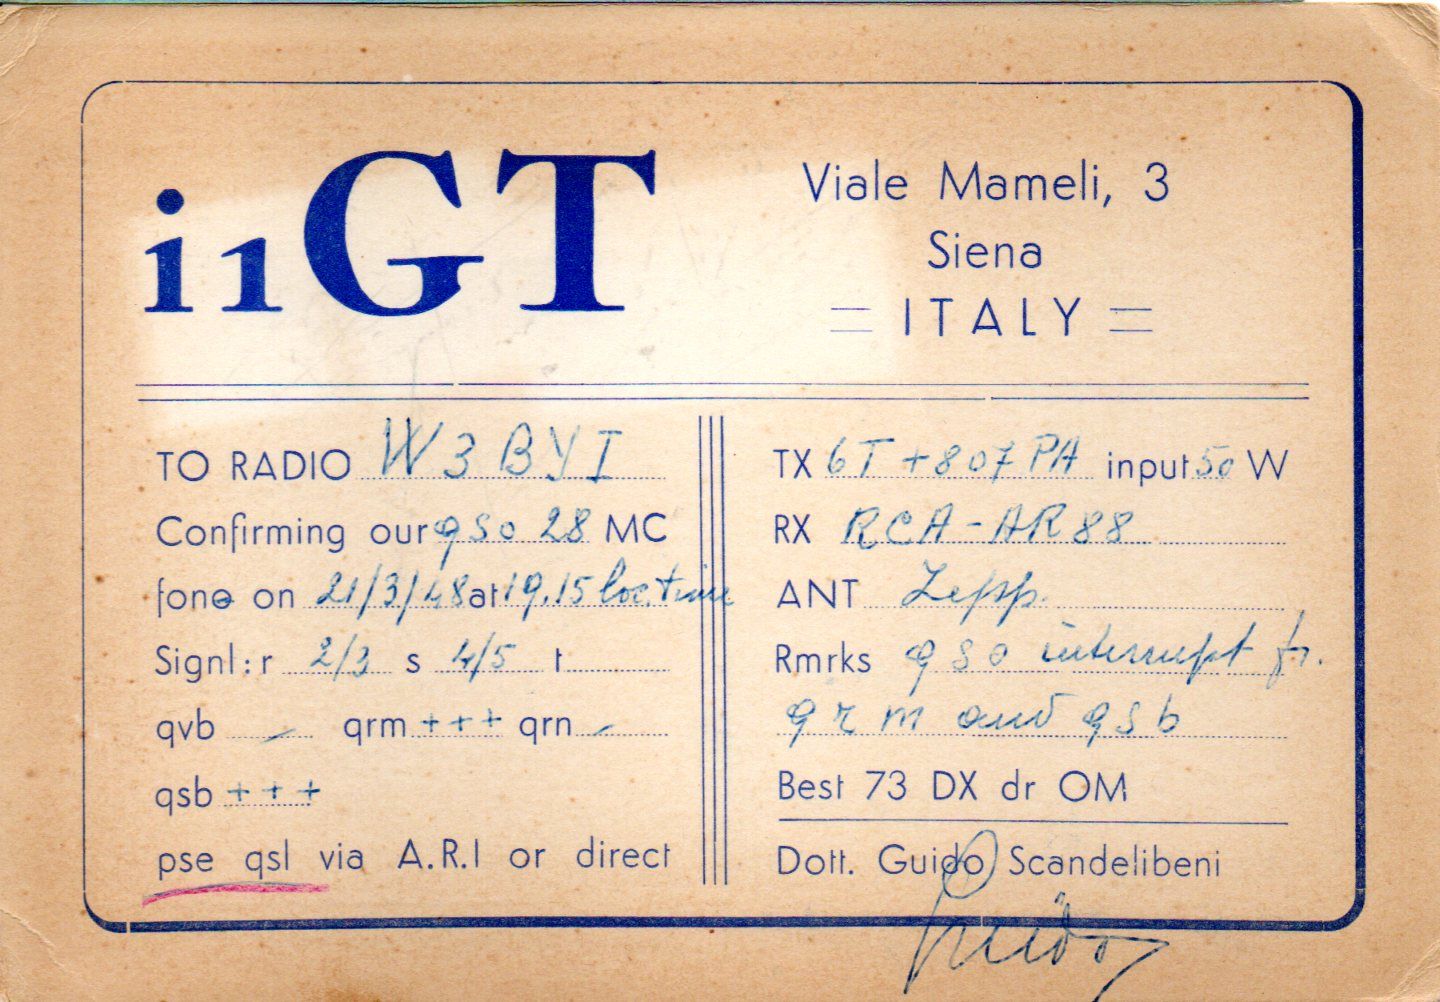 i1GT
Viale Mameli, 3
Siena
= ITALY =
TO RADIO W3BYI
Confirming our qso 28 MC
fone on 21/3/48 at 19.15 loc. time
Signl: r 2/3 s 4/5 t
qvb - qrm +++ qrn -
qsb +++
pse qsl via A.R.I or direct
TX 6T+807 PA input 50 W
RX RCA-AR88
ANT Zepp.
Rmrks qso interrupt fr.
qrm and qsb
Best 73 DX dr OM
Dott. Guido Scandelibeni
Guido